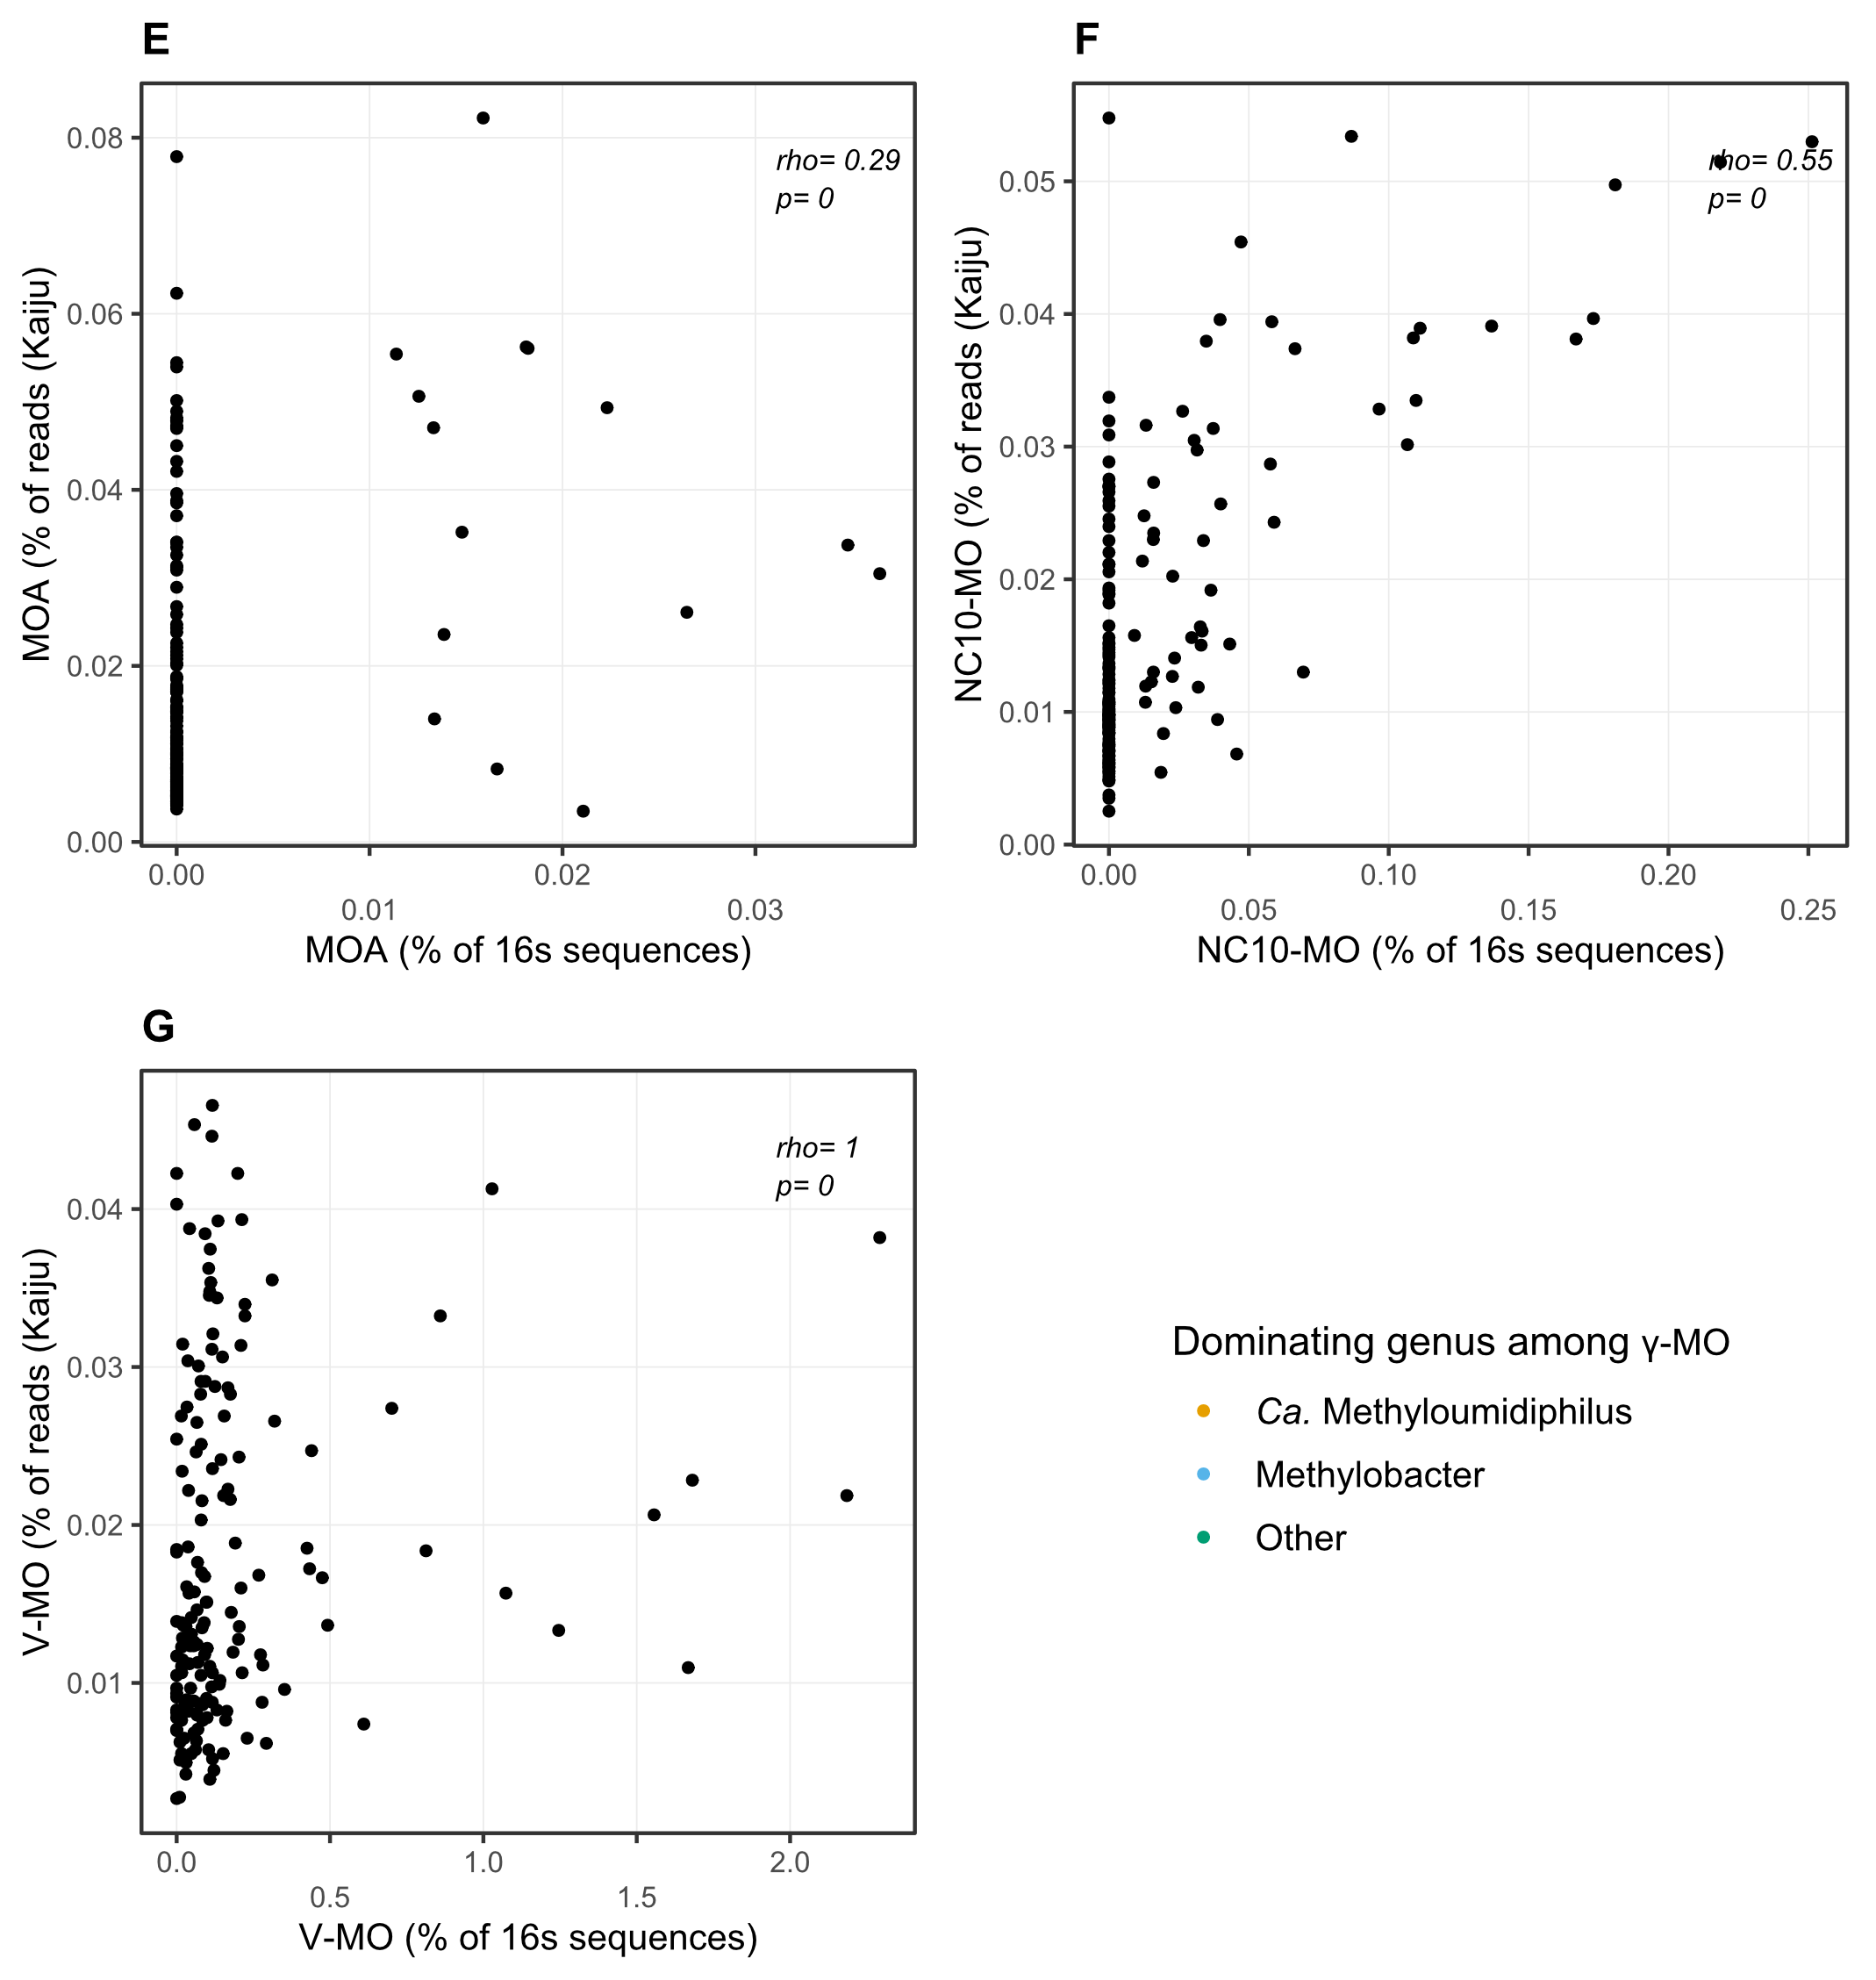 E
MOA (% of reads (Kaiju)
0.08
0.06
0.04
0.02
0.00
rho= 0.29
p= 0
0.00
0.02
0.01
0.03
MOA (% of 16s sequences)
F
NC10-MO (% of reads (Kaiju)
0.05
0.04
0.03
0.02
0.01
0.00
rho= 0.55
p= 0
0.00
0.10
0.20
0.05
0.15
0.25
NC10-MO (% of 16s sequences)
G
V-MO (% of reads (Kaiju)
0.04
0.03
0.02
0.01
rho= 1
p= 0
0.0
1.0
2.0
0.5
1.5
V-MO (% of 16s sequences)
Dominating genus among γ-MO
Ca. Methyloumidiphilus
Methylobacter
Other